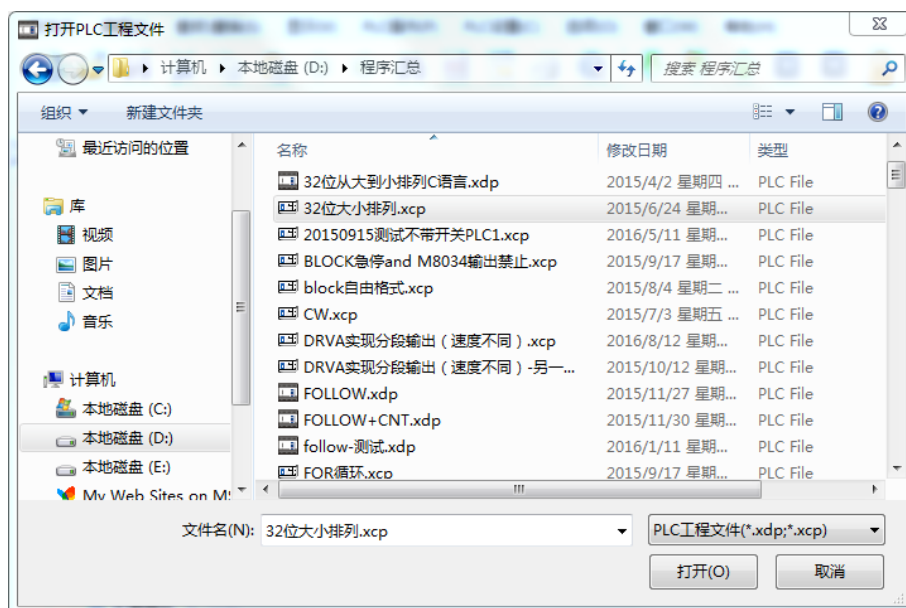 打开PLC工程文件
计算机 本地磁盘 (D:) 程序汇总 搜索 程序汇总
组织 新建文件夹
最近访问的位置
库
视频
图片
文档
音乐
计算机
本地磁盘 (C:)
本地磁盘 (D:)
本地磁盘 (E:)
My Web Sites on M
名称 修改日期 类型
32位从大到小排列C语言.xdp 2015/4/2 星期四 ... PLC File
32位大小排列.xcp 2015/6/24 星期... PLC File
20150915测试不带开关PLC1.xcp 2016/5/11 星期... PLC File
BLOCK急停and M8034输出禁止.xcp 2015/9/17 星期... PLC File
block自由格式.xcp 2015/8/4 星期二 ... PLC File
CW.xcp 2015/7/3 星期五 ... PLC File
DRVA实现分段输出（速度不同）.xcp 2016/8/12 星期... PLC File
DRVA实现分段输出（速度不同）-另一... 2015/10/12 星期... PLC File
FOLLOW.xdp 2015/11/27 星期... PLC File
FOLLOW+CNT.xdp 2015/11/30 星期... PLC File
follow-测试.xdp 2016/1/11 星期... PLC File
FOR循环.xcp 2015/9/17 星期... PLC File
文件名(N): 32位大小排列.xcp PLC工程文件(*.xdp;*.xcp)
打开(O) 取消